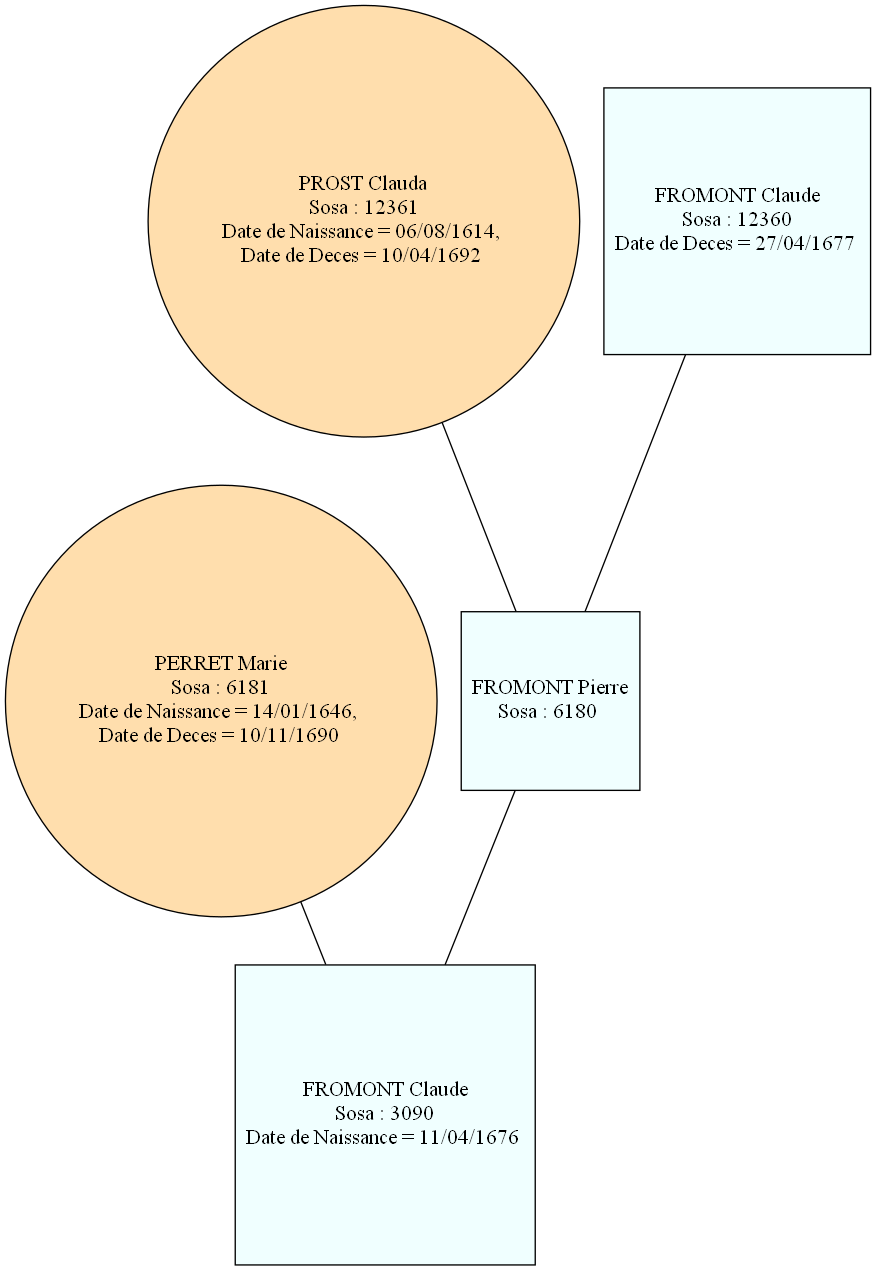 PROST Clauda
Sosa : 12361
Date de Naissance = 06/08/1614,
Date de Deces = 10/04/1692
FROMONT Claude
Sosa : 12360
Date de Deces = 27/04/1677
PERRET Marie
Sosa : 6181
Date de Naissance = 14/01/1646,
Date de Deces = 10/11/1690
FROMONT Pierre
Sosa : 6180
FROMONT Claude
Sosa : 3090
Date de Naissance = 11/04/1676